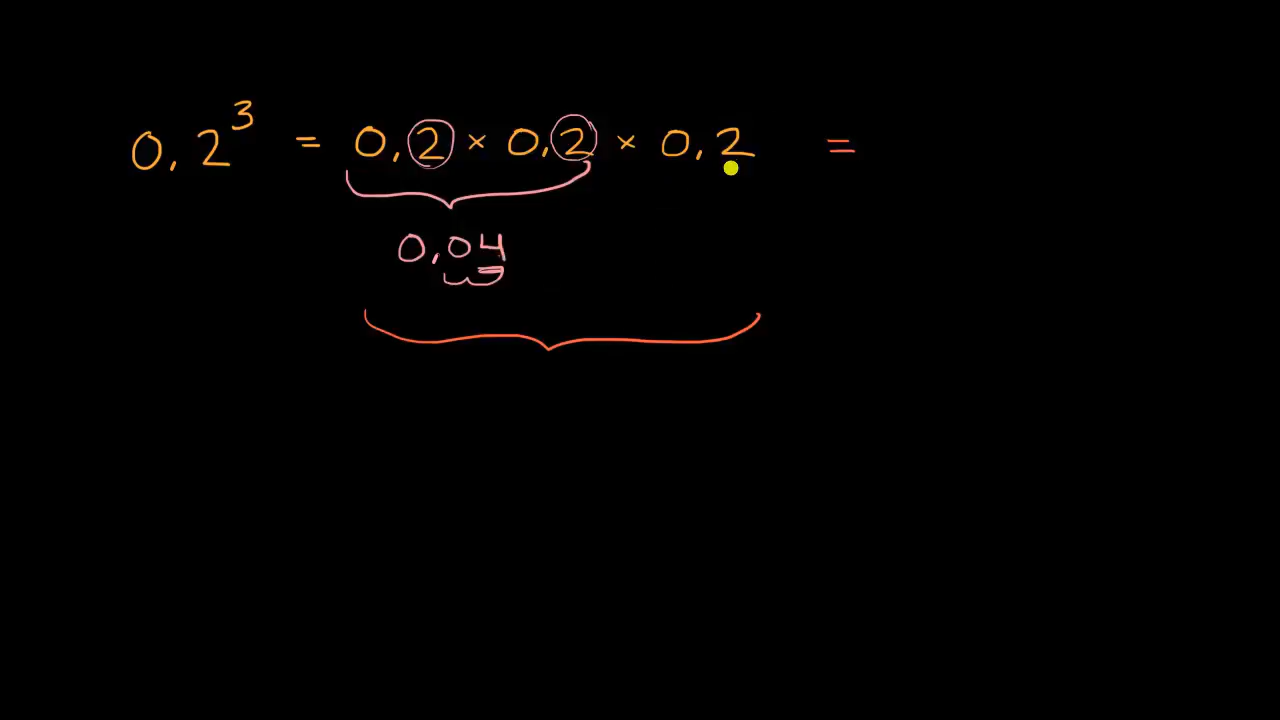 0,2³ = 0,2 × 0,2 × 0,2 =
0,04